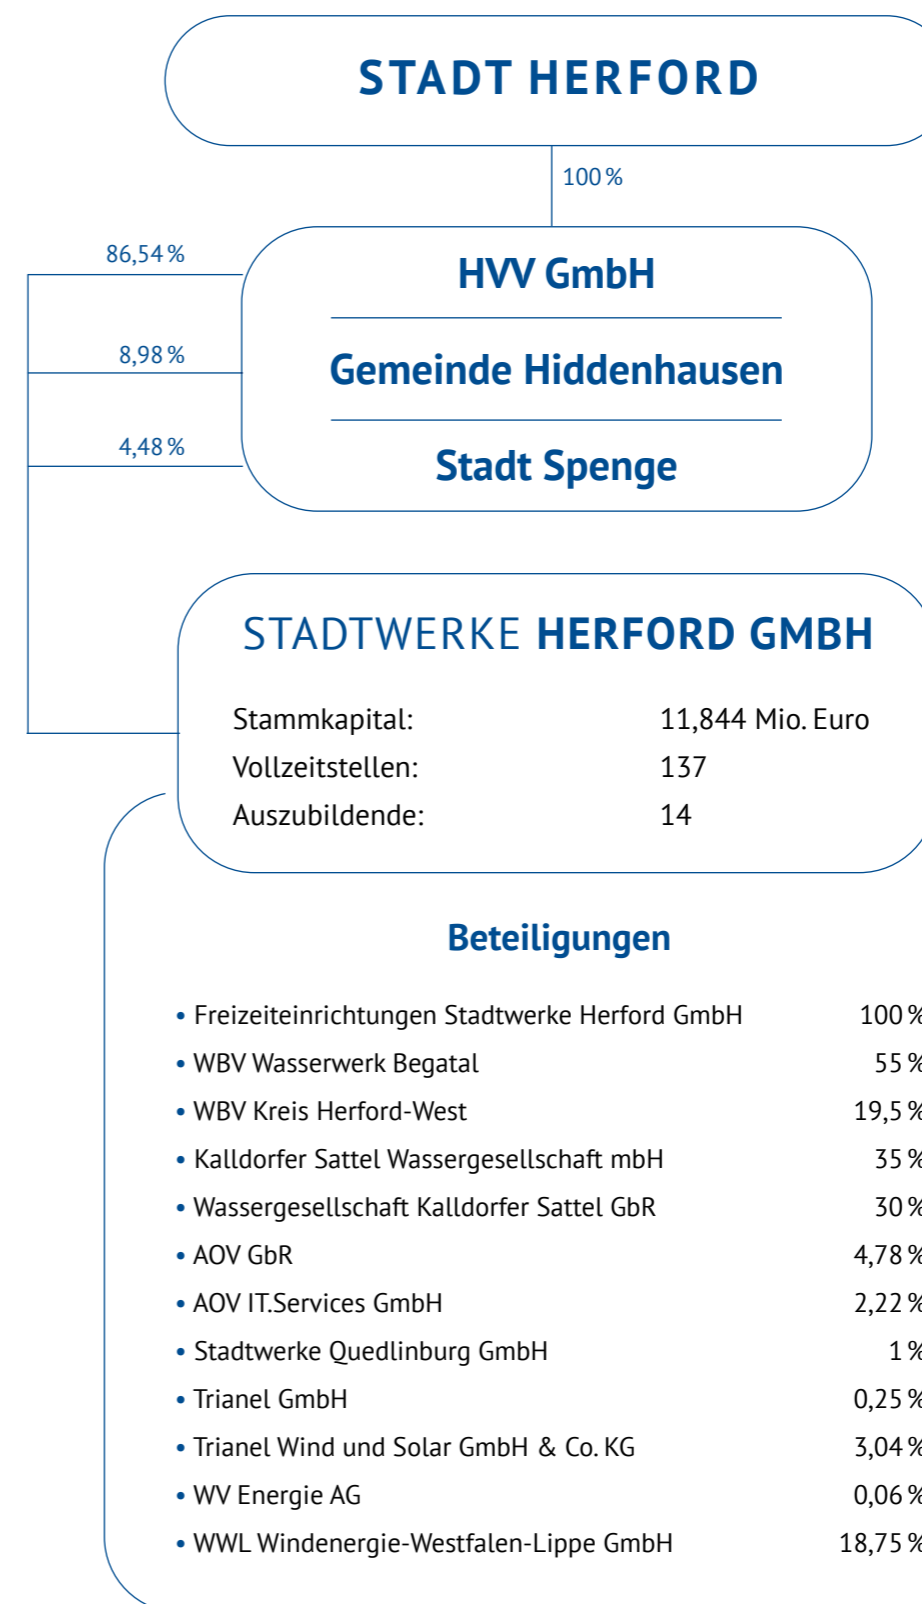 STADT HERFORD
100 %
86,54 %
HVV GmbH
8,98 %
Gemeinde Hiddenhausen
4,48 %
Stadt Spenge
STADTWERKE HERFORD GMBH
Stammkapital: 11,844 Mio. Euro
Vollzeitstellen: 137
Auszubildende: 14
Beteiligungen
• Freizeiteinrichtungen Stadtwerke Herford GmbH 100 %
• WBV Wasserwerk Begatal 55 %
• WBV Kreis Herford-West 19,5 %
• Kalldorfer Sattel Wassergesellschaft mbH 35 %
• Wassergesellschaft Kalldorfer Sattel GbR 30 %
• AOV GbR 4,78 %
• AOV IT.Services GmbH 2,22 %
• Stadtwerke Quedlinburg GmbH 1 %
• Trianel GmbH 0,25 %
• Trianel Wind und Solar GmbH & Co. KG 3,04 %
• WV Energie AG 0,06 %
• WWL Windenergie-Westfalen-Lippe GmbH 18,75 %